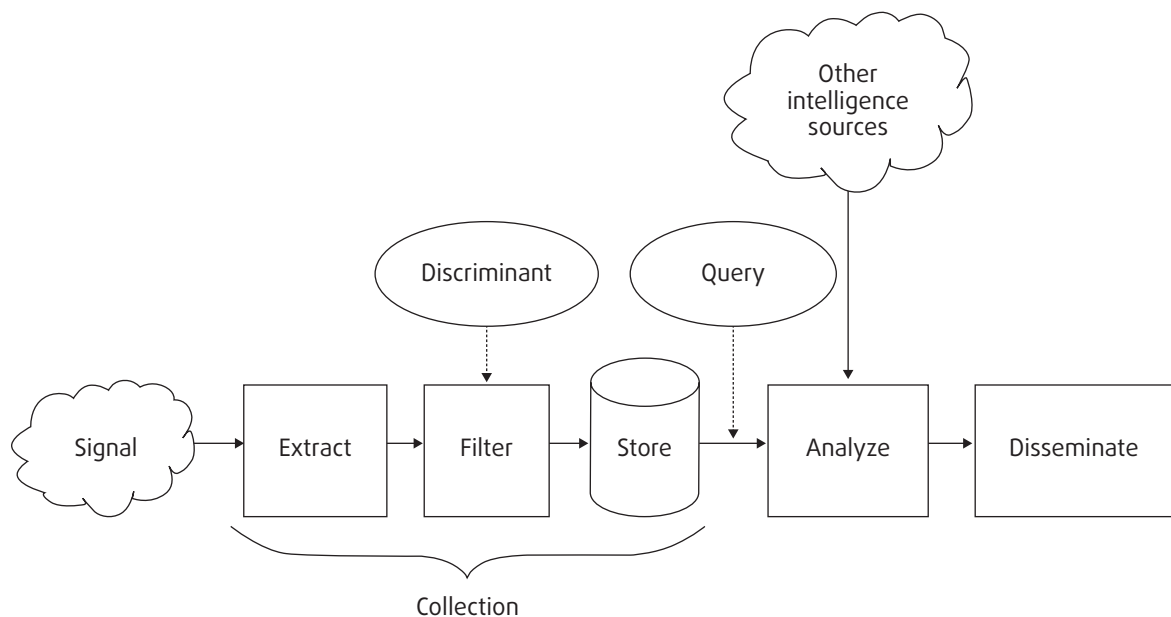 Other
intelligence
sources
Discriminant
Query
Signal
Extract
Filter
Store
Analyze
Disseminate
Collection